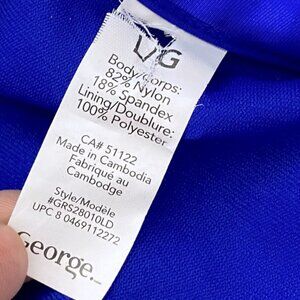 L/G
Body/Corps:
82% Nylon
18% Spandex
Lining/Doublure:
100% Polyester
CA# 51122
Made in Cambodia
Fabriqué au
Cambodge
Style/Modèle
#GRS28010LD
UPC 8 0469112272
George.